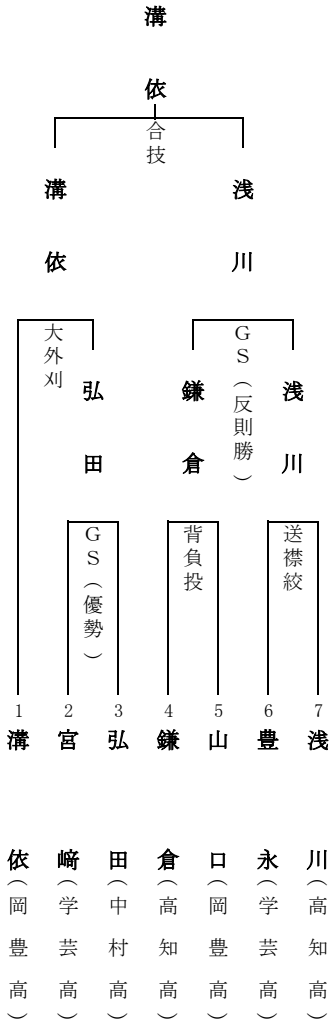 溝依
合技
溝依
浅川
大外刈
GS（反則勝）
弘田
鎌倉
浅川
GS（優勢）
背負投
送襟絞
1
2
3
4
5
6
7
溝依（岡豊高）
宮﨑（学芸高）
弘田（中村高）
鎌倉（高知高）
山口（岡豊高）
豊永（学芸高）
浅川（高知高）